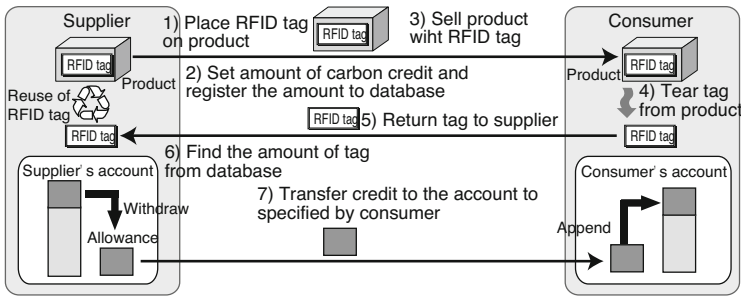 Supplier
1) Place RFID tag
on product
3) Sell product
wiht RFID tag
Consumer
RFID tag
RFID tag
RFID tag
Product
2) Set amount of carbon credit and
register the amount to database
Product
Reuse of
RFID tag
4) Tear tag
from product
RFID tag
RFID tag
5) Return tag to supplier
RFID tag
6) Find the amount of tag
from database
Supplier's account
Consumer's account
7) Transfer credit to the account to
specified by consumer
Withdraw
Allowance
Append